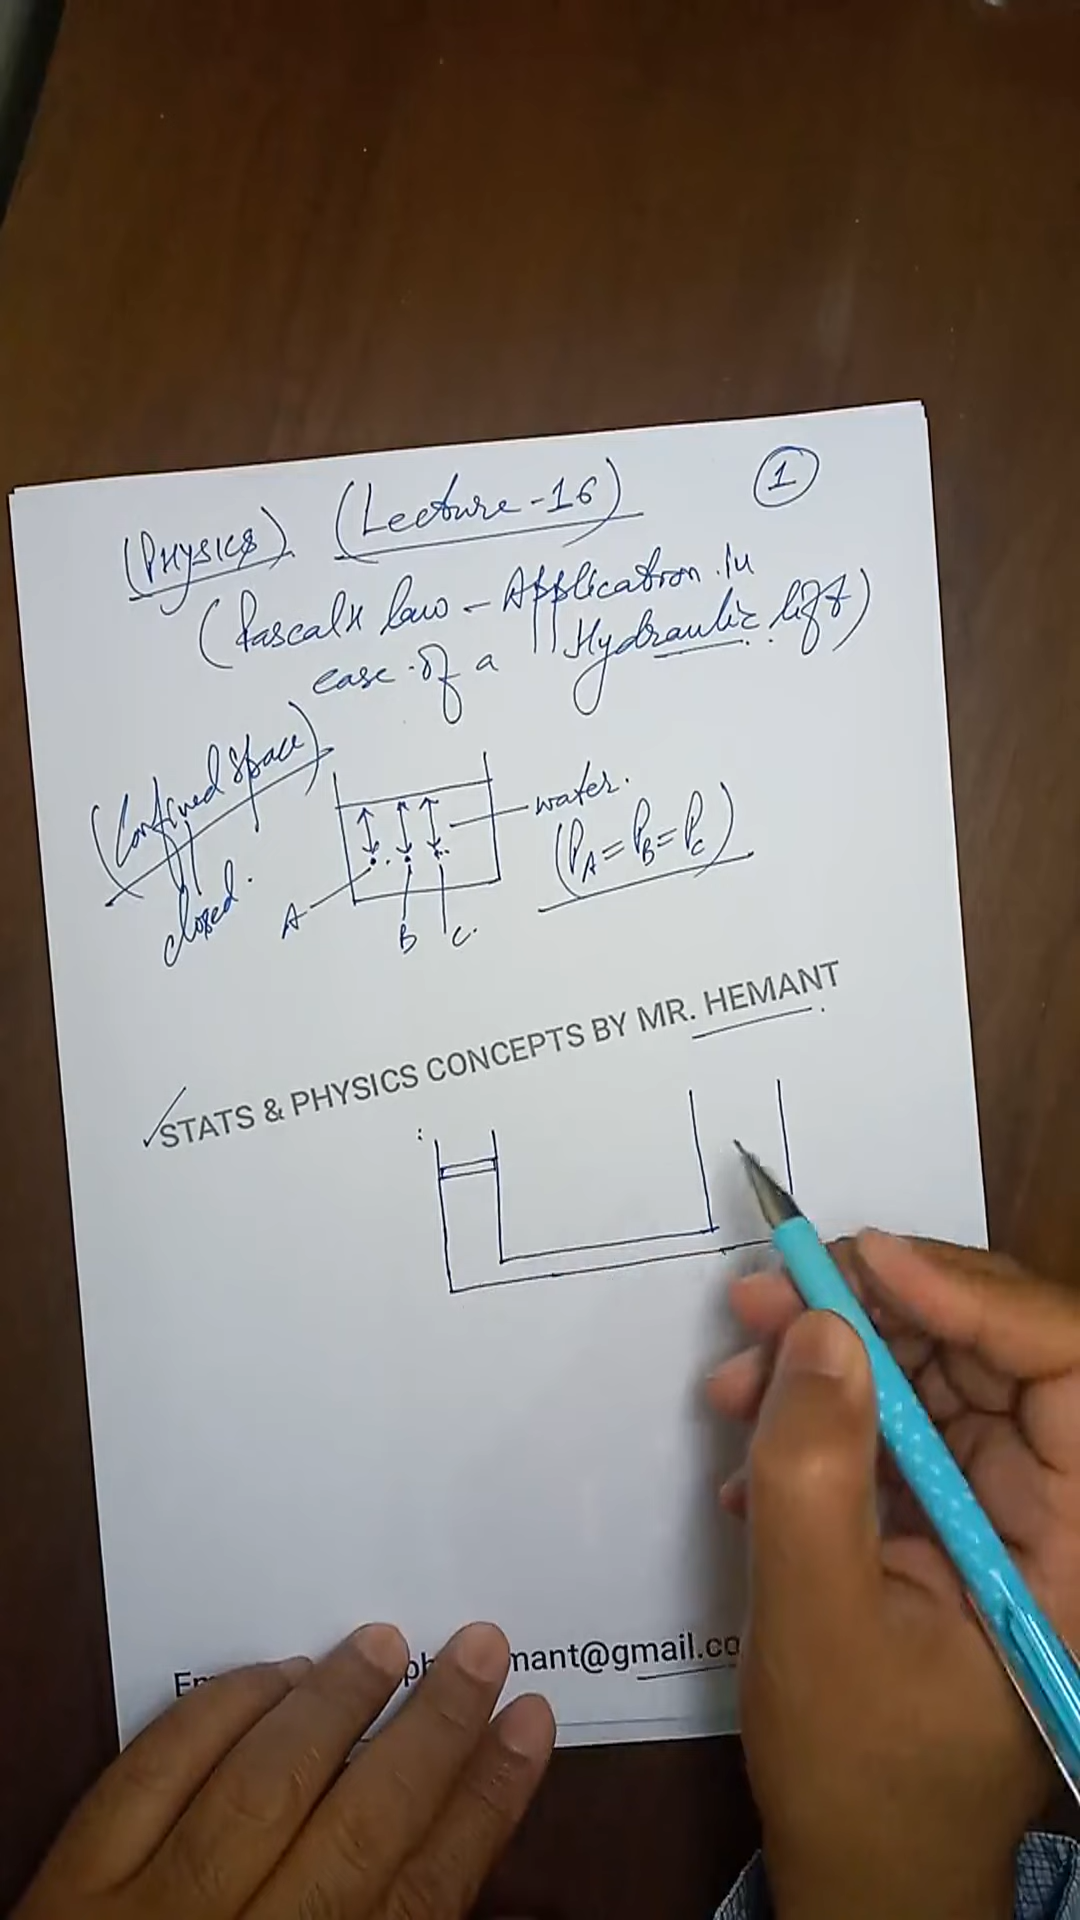 (PHYSICS) (Lecture-16) 1
(Pascal's law - Application in
case of a Hydraulic lift)
(Confined space)
closed.
water.
(PA = PB = PC)
A
B C.
STATS & PHYSICS CONCEPTS BY MR. HEMANT
mant@gmail.co